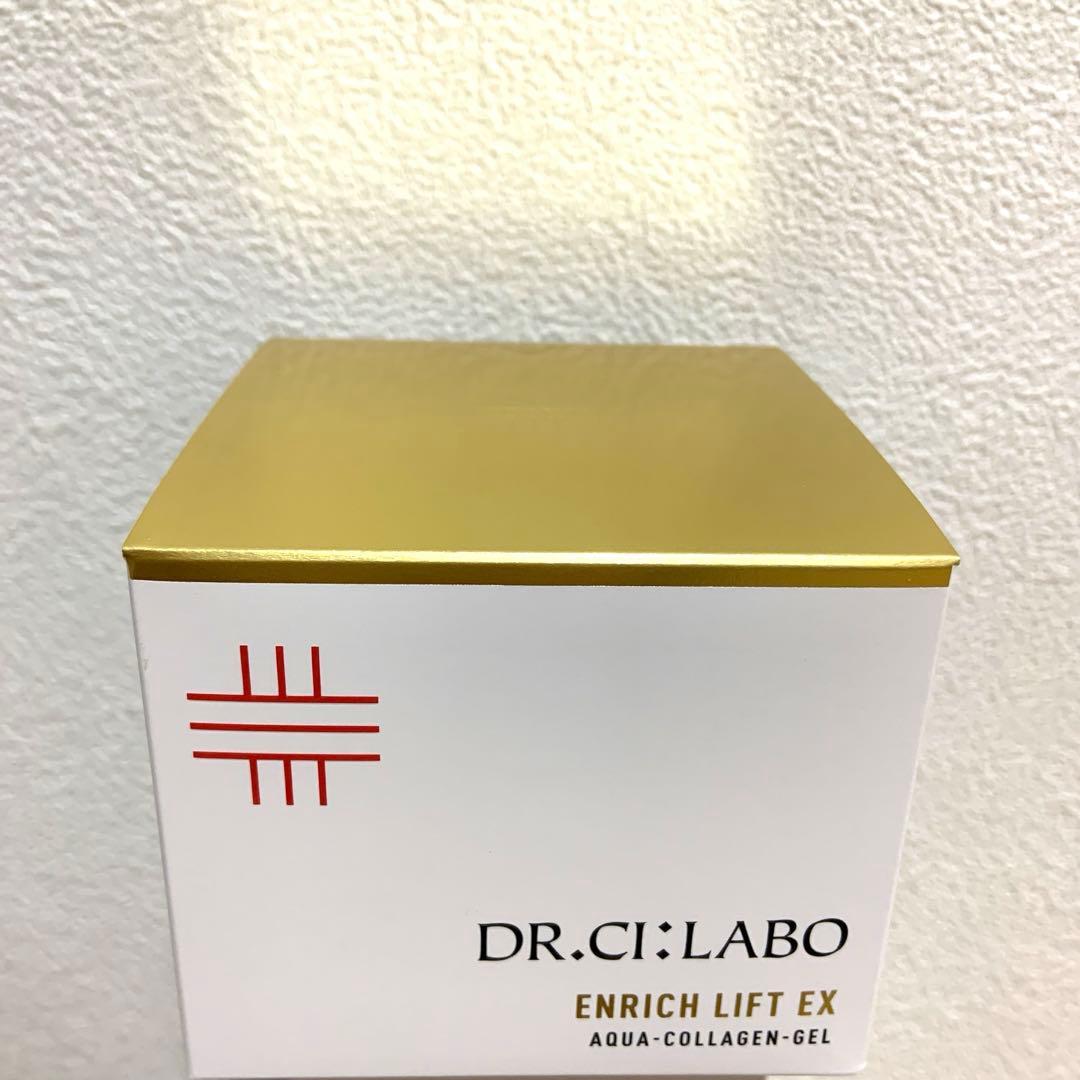 DR.CI:LABO
ENRICH LIFT EX
AQUA-COLLAGEN-GEL